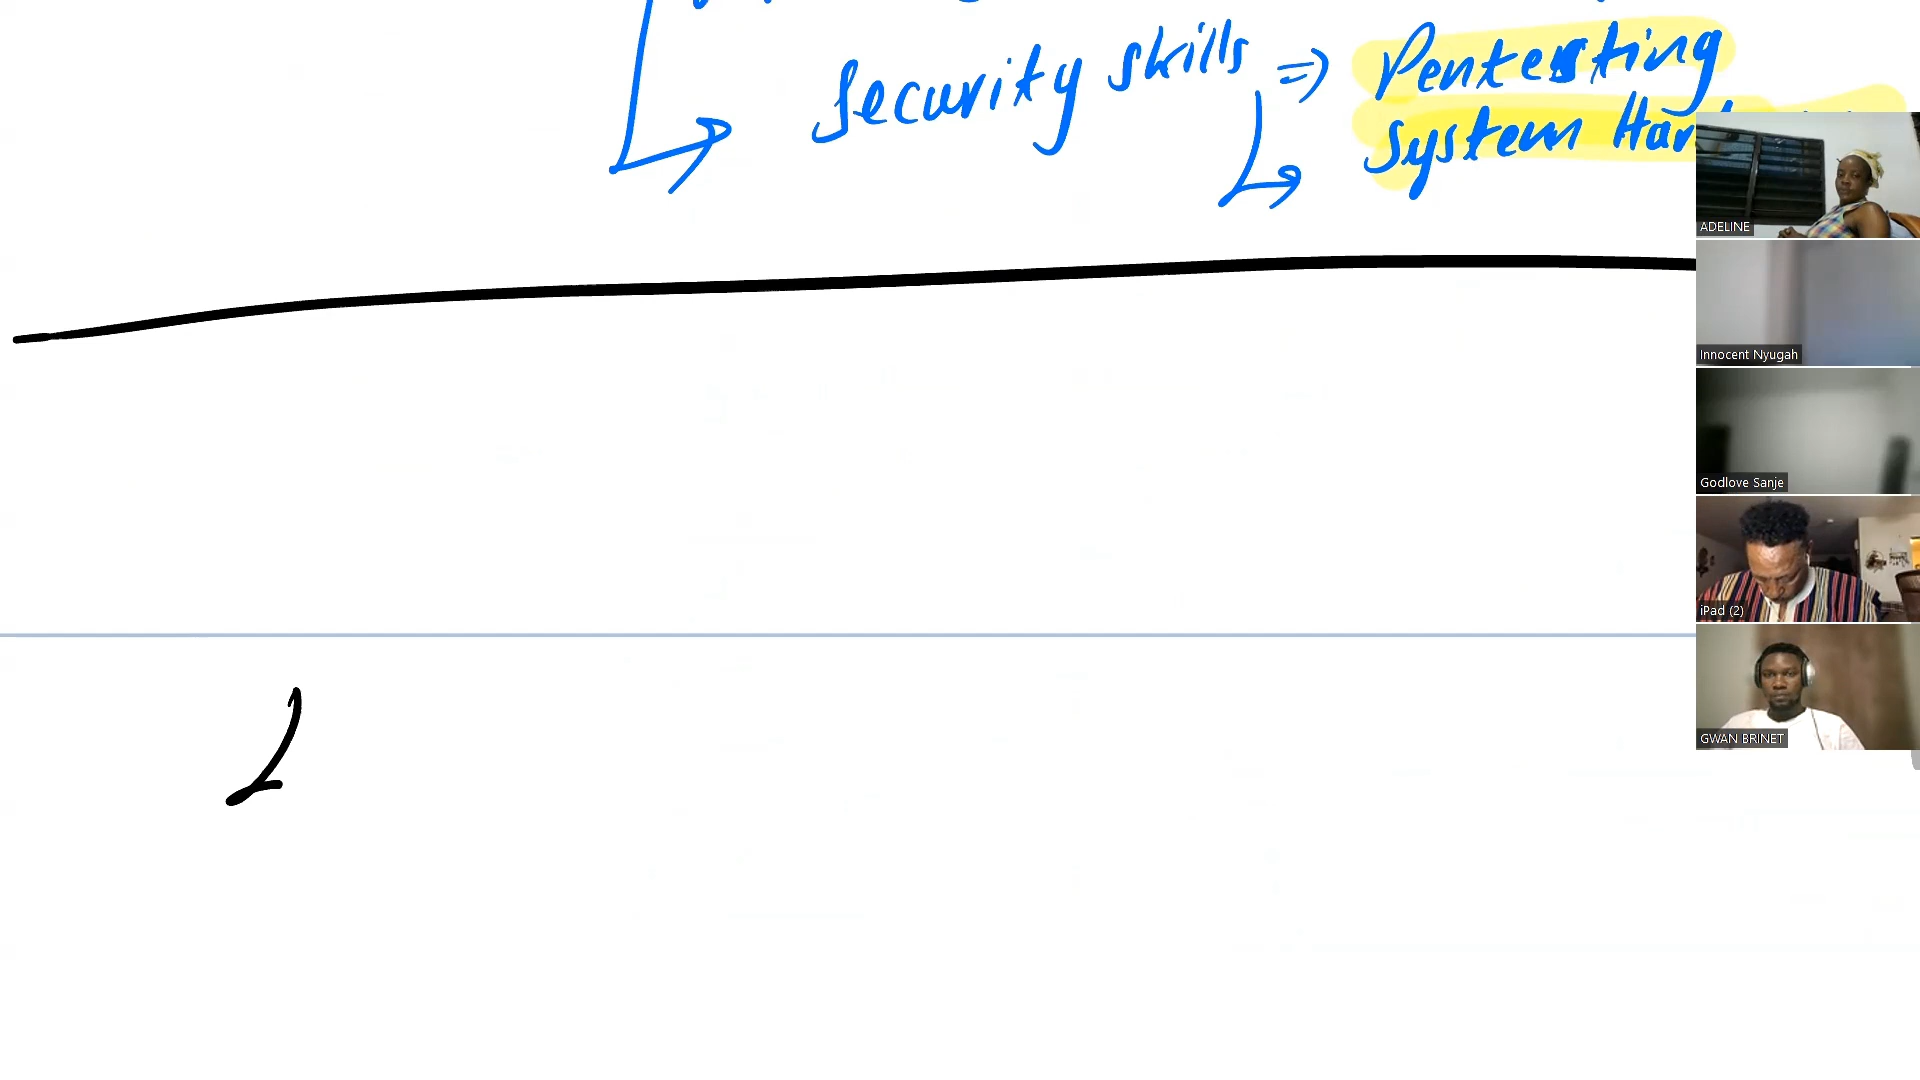 Security skills => Pentesting
System Har
ADELINE
Innocent Nyugah
Godlove Sanje
iPad (2)
GWAN BRINET